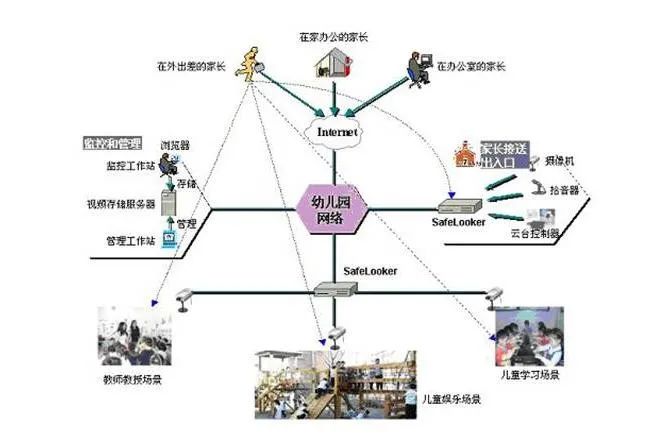 在家办公的家长
在外出差的家长
在办公室的家长
Internet
监控和管理
浏览器
监控工作站
存储
视频存储服务器
管理
管理工作站
幼儿园
网络
家长接送
出入口
摄像机
拾音器
SafeLooker
云台控制器
SafeLooker
教师教授场景
儿童娱乐场景
儿童学习场景